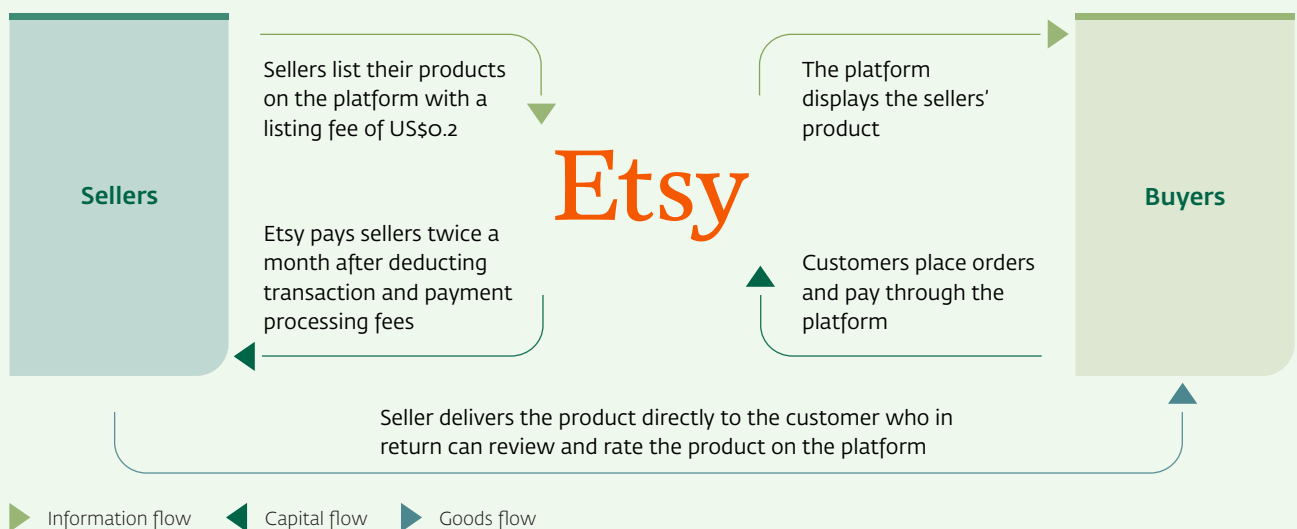 Sellers list their products
on the platform with a
listing fee of US$0.2
The platform
displays the sellers’
product
Etsy
Sellers
Buyers
Etsy pays sellers twice a
month after deducting
transaction and payment
processing fees
Customers place orders
and pay through the
platform
Seller delivers the product directly to the customer who in
return can review and rate the product on the platform
Information flow
Capital flow
Goods flow